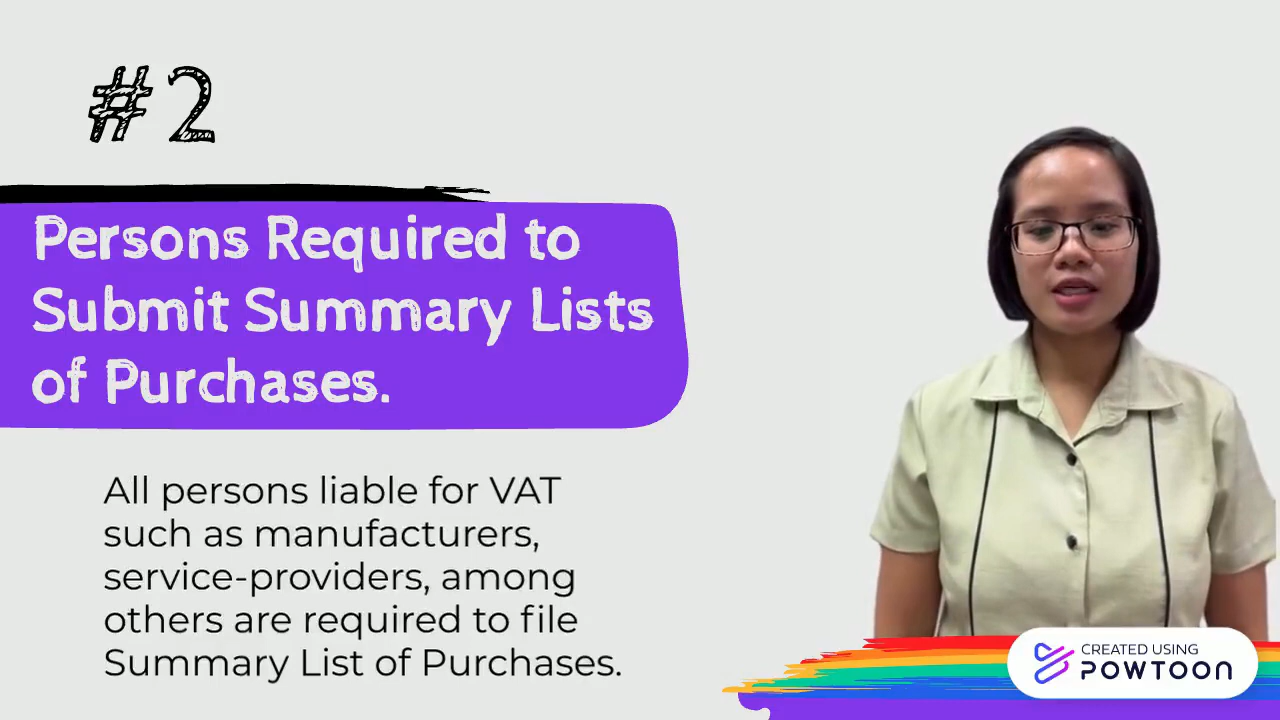 #2
Persons Required to
Submit Summary Lists
of Purchases.
All persons liable for VAT
such as manufacturers,
service-providers, among
others are required to file
Summary List of Purchases.
CREATED USING
POWTOON